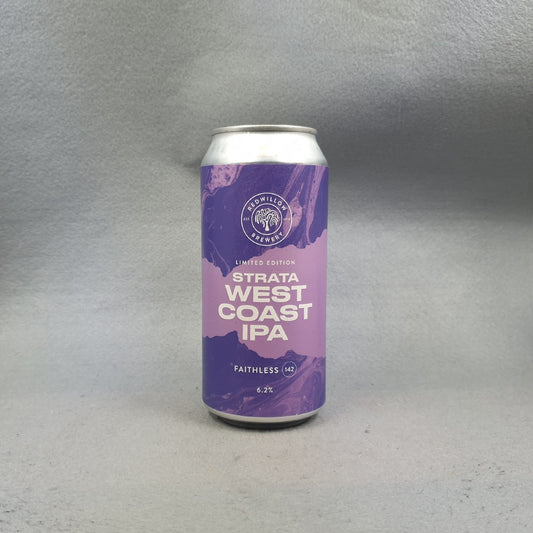 REDWILLOW
BREWERY
LIMITED EDITION
STRATA
WEST
COAST
IPA
FAITHLESS 142
6.2%